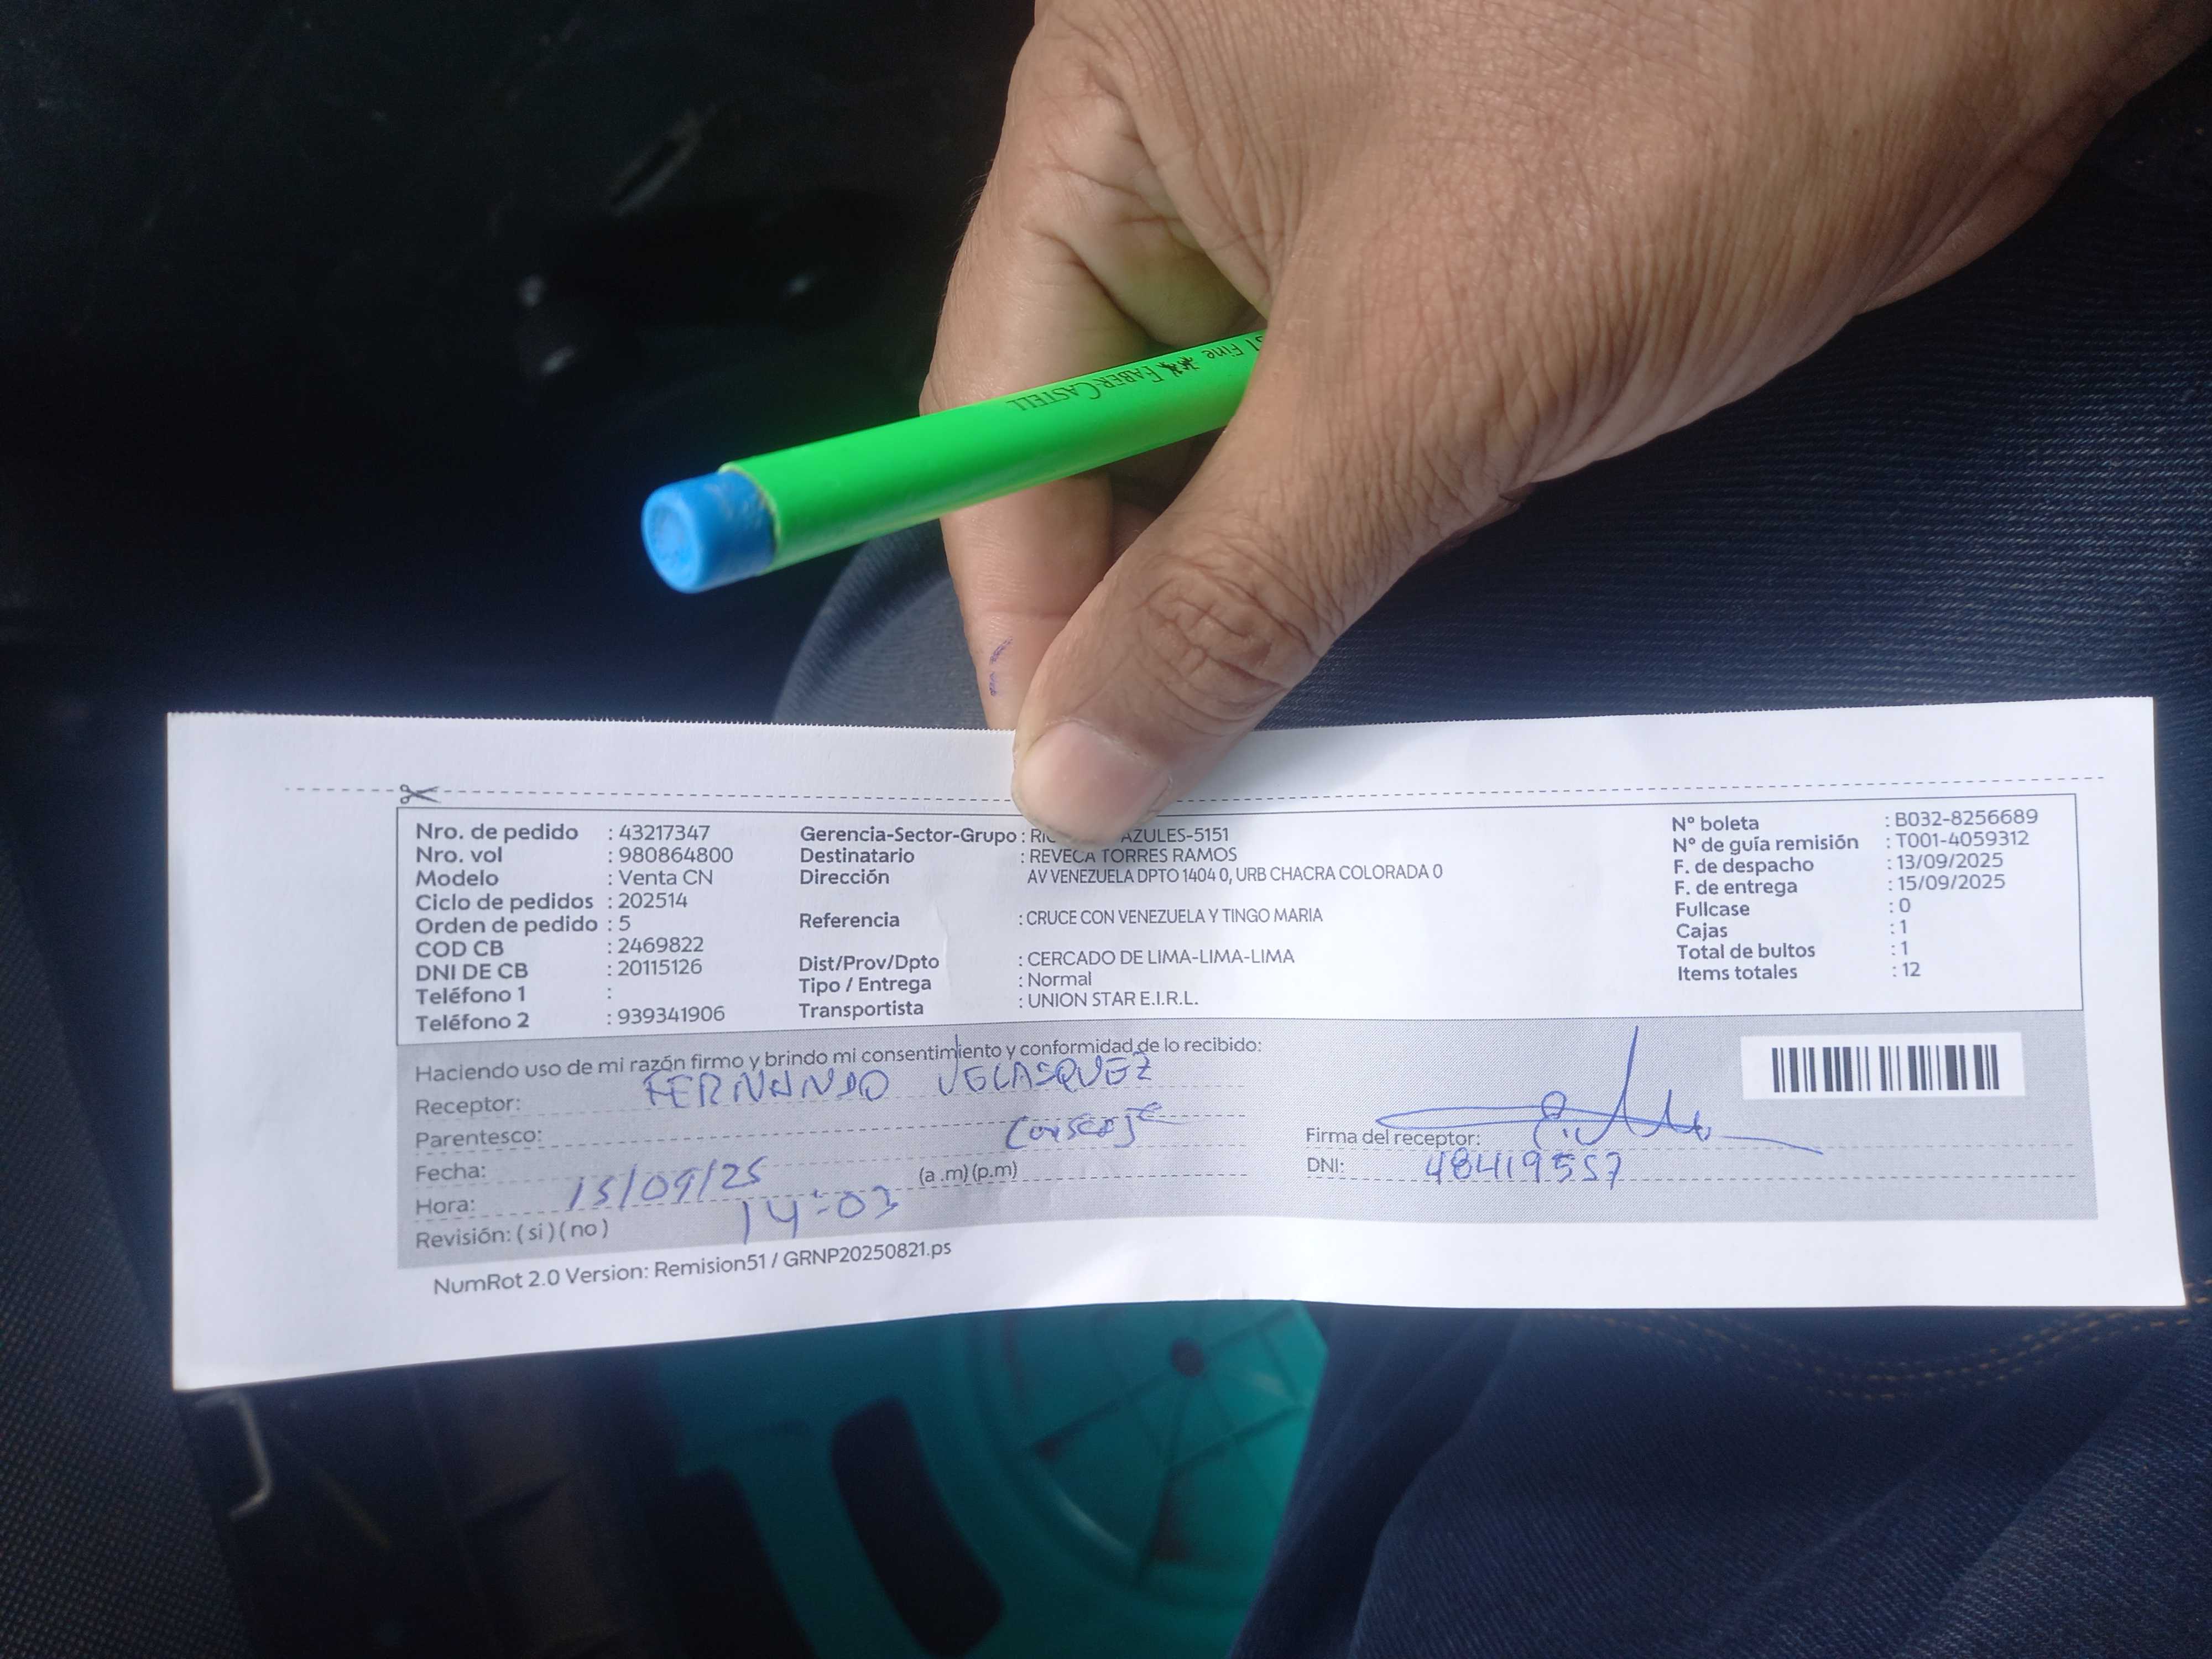 ST Fine FABER-CASTELL
Nro. de pedido : 43217347
Nro. vol : 980864800
Modelo : Venta CN
Ciclo de pedidos : 202514
Orden de pedido : 5
COD CB : 2469822
DNI DE CB : 20115126
Teléfono 1 :
Teléfono 2 : 939341906
Gerencia-Sector-Grupo : AZULES-5151
Destinatario : REVECA TORRES RAMOS
Dirección AV VENEZUELA DPTO 1404 0, URB CHACRA COLORADA 0
Referencia : CRUCE CON VENEZUELA Y TINGO MARIA
Dist/Prov/Dpto : CERCADO DE LIMA-LIMA-LIMA
Tipo / Entrega : Normal
Transportista : UNION STAR E.I.R.L.
N° boleta : B032-8256689
N° de guía remisión : T001-4059312
F. de despacho : 13/09/2025
F. de entrega : 15/09/2025
Fullcase : 0
Cajas : 1
Total de bultos : 1
Items totales : 12
Haciendo uso de mi razón firmo y brindo mi consentimiento y conformidad de lo recibido:
Receptor: FERNANDO VELASQUEZ
Parentesco:
Fecha: 15/09/25
Hora: 14:03 (a .m) (p.m)
Revisión: ( si ) ( no )
Firma del receptor:
DNI: 48419557
NumRot 2.0 Version: Remision51 / GRNP20250821.ps